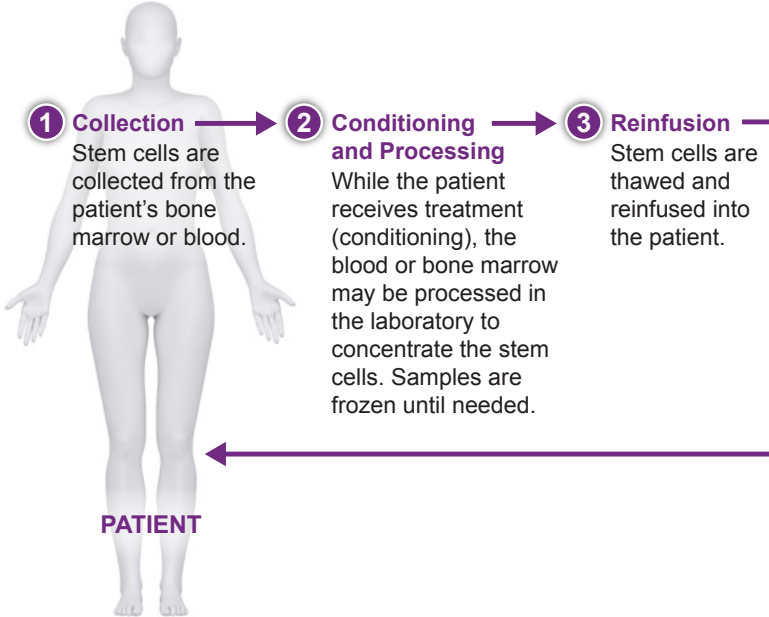 1 Collection
Stem cells are
collected from the
patient’s bone
marrow or blood.
2 Conditioning
and Processing
While the patient
receives treatment
(conditioning), the
blood or bone marrow
may be processed in
the laboratory to
concentrate the stem
cells. Samples are
frozen until needed.
3 Reinfusion
Stem cells are
thawed and
reinfused into
the patient.
PATIENT